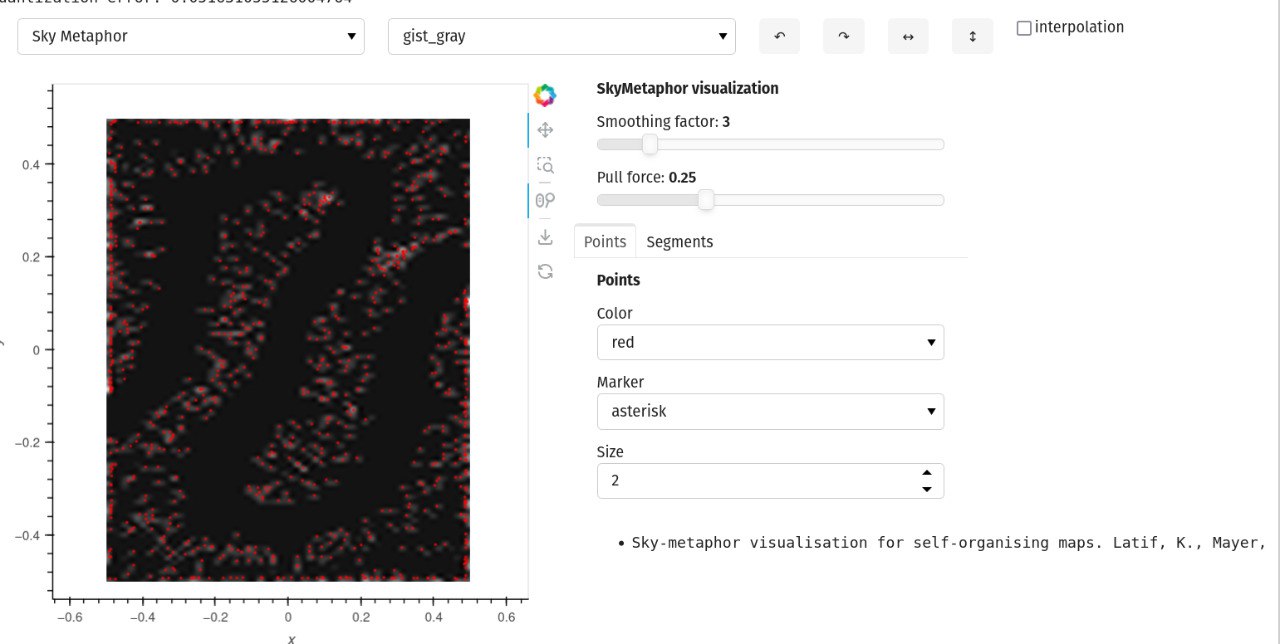 Sky Metaphor
gist_gray
↶
↷
↔
↕
interpolation
SkyMetaphor visualization
Smoothing factor: 3
Pull force: 0.25
Points
Segments
Points
Color
red
Marker
asterisk
Size
2
• Sky-metaphor visualisation for self-organising maps. Latif, K., Mayer,
0.4
0.2
0
−0.2
−0.4
−0.6
−0.4
−0.2
0
0.2
0.4
0.6
x